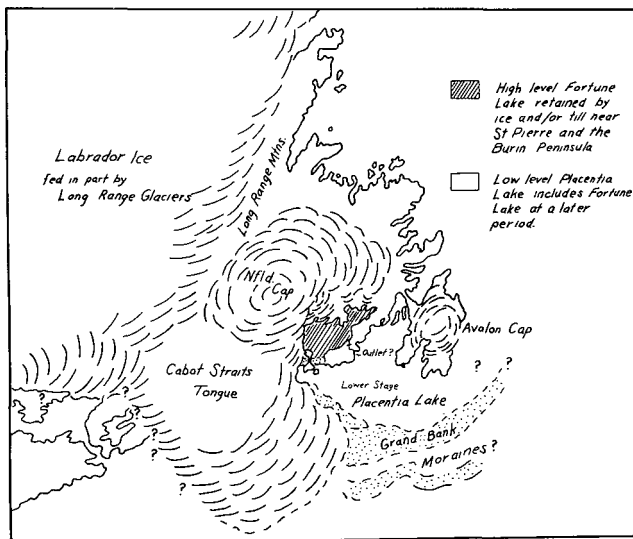 High level Fortune
Lake retained by
ice and/or till near
St Pierre and the
Burin Peninsula
Labrador Ice
fed in part by
Long Range Glaciers
Long Range Mtns.
Low level Placentia
Lake includes Fortune
Lake at a later
period.
Nfld.
Cap
Avalon Cap
Outlet?
Cabot Straits
Tongue
Lower Stage
Placentia Lake
? ?
Grand Bank
Moraines ?
?
?
?
?
?
?